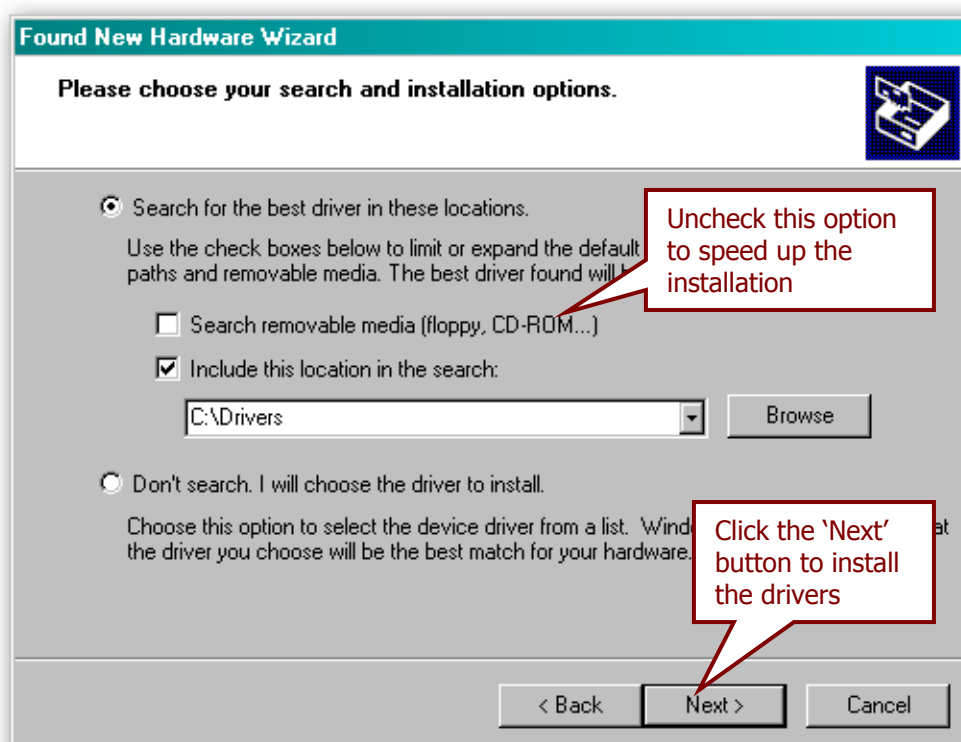 Found New Hardware Wizard
Please choose your search and installation options.
Search for the best driver in these locations.
Use the check boxes below to limit or expand the default
paths and removable media. The best driver found will
Uncheck this option
to speed up the
installation
Search removable media (floppy, CD-ROM...)
Include this location in the search:
C:\Drivers
Browse
Don't search. I will choose the driver to install.
Choose this option to select the device driver from a list.
the driver you choose will be the best match for your hardware.
Click the ‘Next’
button to install
the drivers
< Back
Next >
Cancel